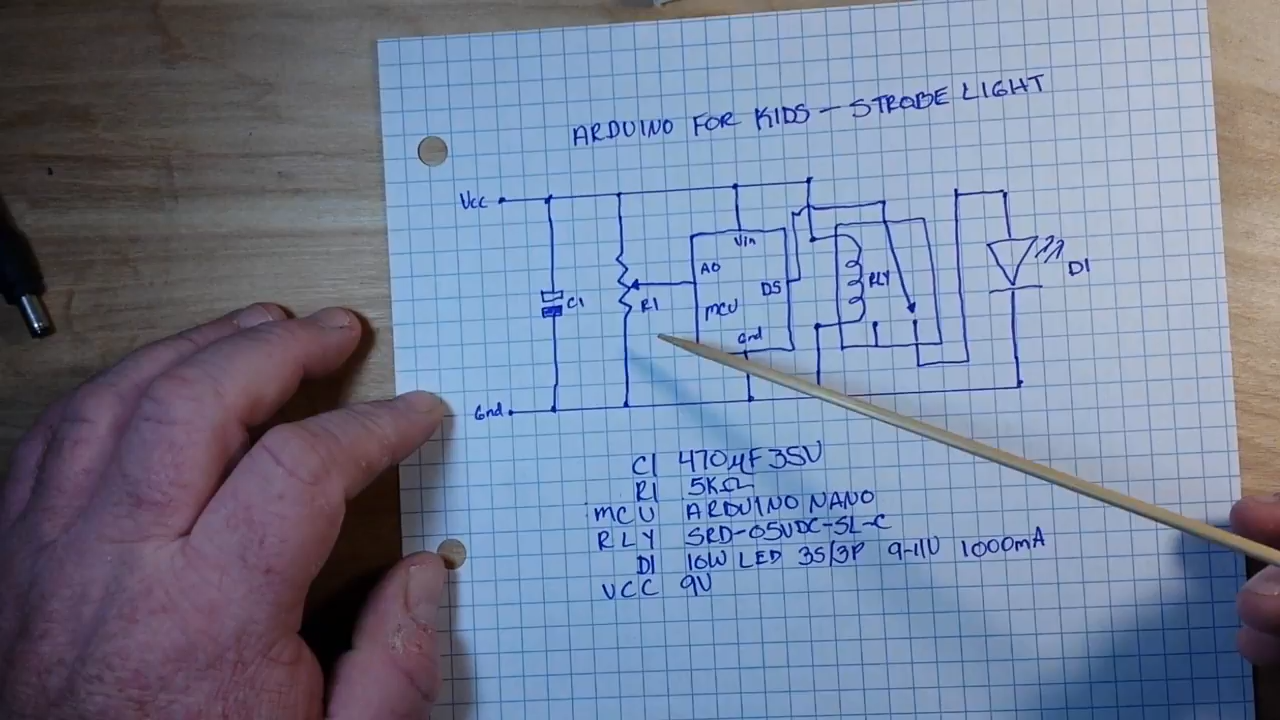 ARDUINO FOR KIDS – STROBE LIGHT
Vcc
Vin
A0
D5
RLY
D1
C1
R1
MCU
Gnd
Gnd
C1 470µF 35V
R1 5KΩ
MCU ARDUINO NANO
RLY SRD-05VDC-SL-C
D1 10W LED 3S/3P 9-11V 1000mA
VCC 9V